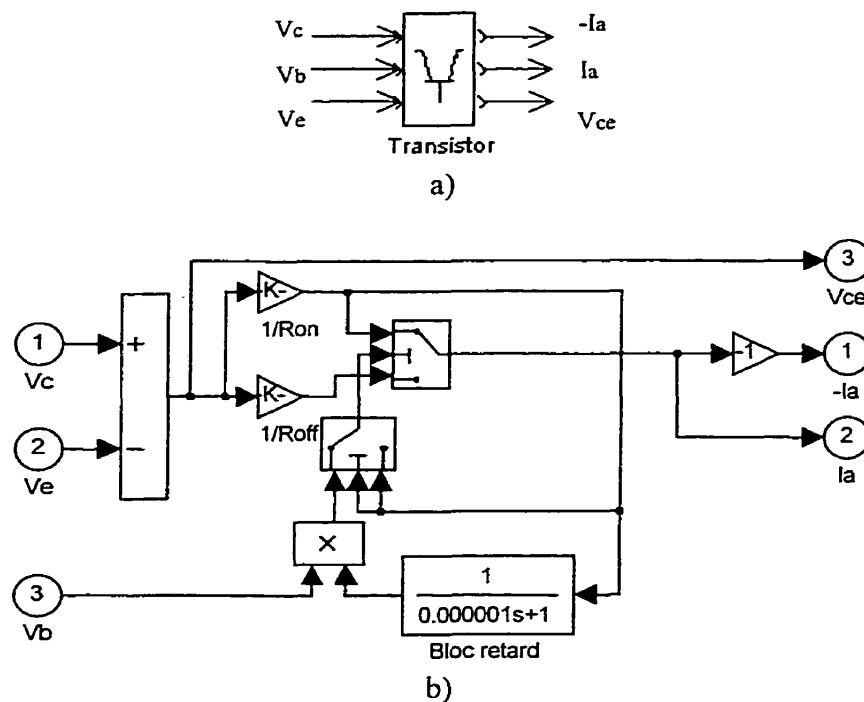 Vc
-Ia
Vb
Ia
Ve
Vce
Transistor
a)
3
Vce
K-
1/Ron
1
Vc
+
-1
1
-Ia
K-
1/Roff
2
Ve
−
2
Ia
×
3
Vb
1
0.000001s+1
Bloc retard
b)